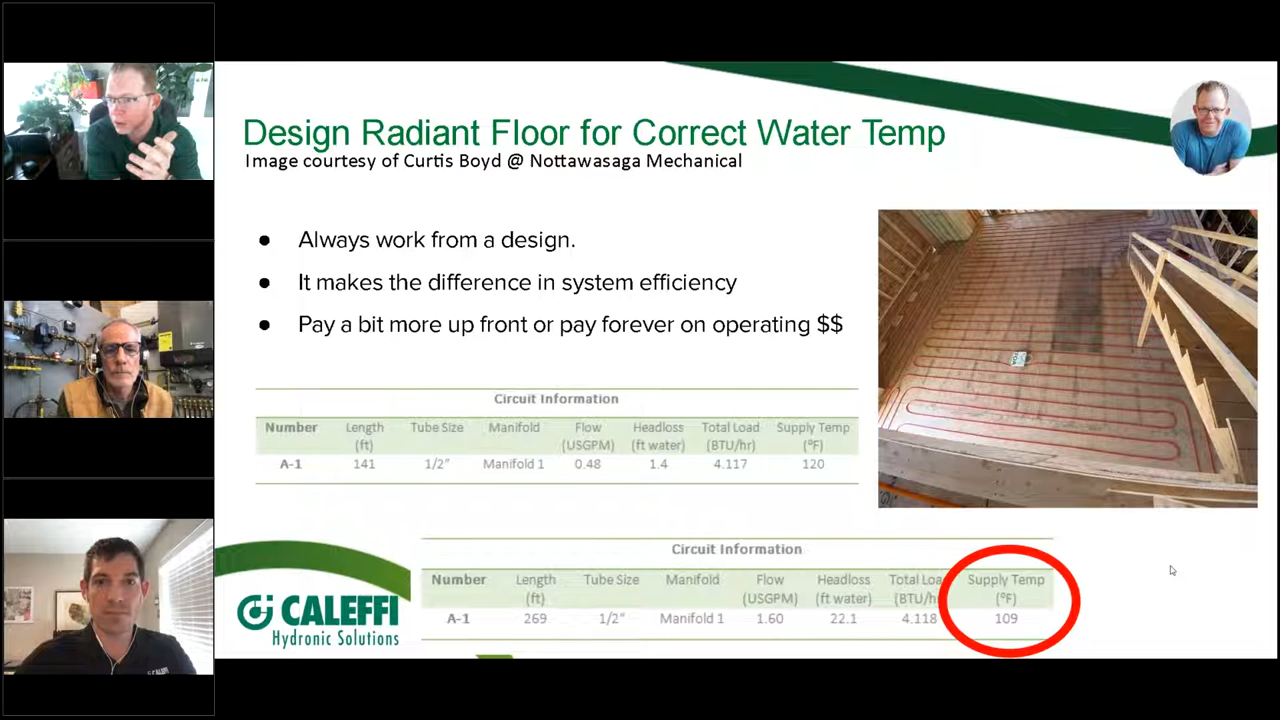 Design Radiant Floor for Correct Water Temp
Image courtesy of Curtis Boyd @ Nottawasaga Mechanical
● Always work from a design.
● It makes the difference in system efficiency
● Pay a bit more up front or pay forever on operating $$
Circuit Information
Number Length (ft) Tube Size Manifold Flow (USGPM) Headloss (ft water) Total Load (BTU/hr) Supply Temp (°F)
A-1 141 1/2" Manifold 1 0.48 1.4 4.117 120
Circuit Information
Number Length (ft) Tube Size Manifold Flow (USGPM) Headloss (ft water) Total Loa (BTU/h Supply Temp (°F)
A-1 269 1/2" Manifold 1 1.60 22.1 4.118 109
CALEFFI
Hydronic Solutions